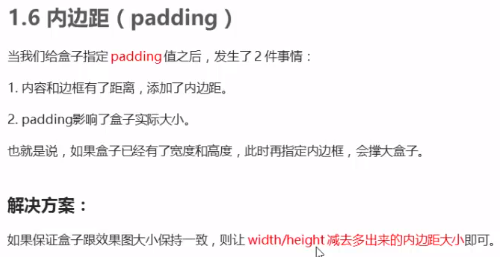 1.6 内边距（padding）
当我们给盒子指定 padding 值之后，发生了 2 件事情：
1. 内容和边框有了距离，添加了内边距。
2. padding影响了盒子实际大小。
也就是说，如果盒子已经有了宽度和高度，此时再指定内边框，会撑大盒子。
解决方案：
如果保证盒子跟效果图大小保持一致，则让 width/height 减去多出来的内边距大小即可。